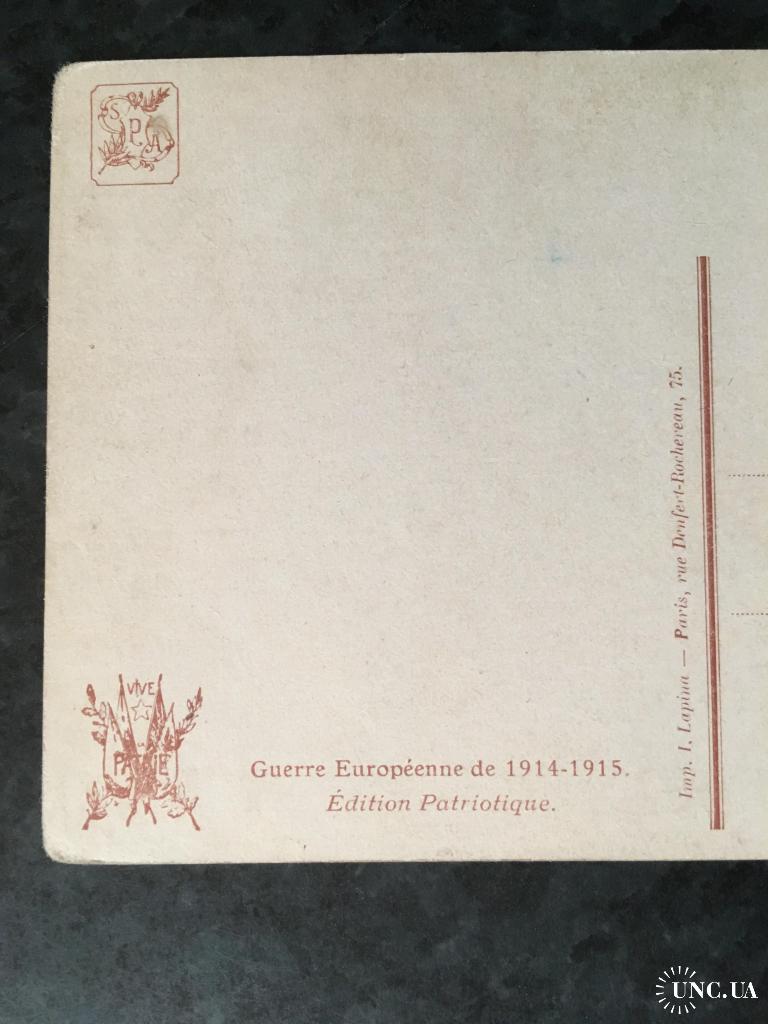 SPA
VIVE
PATRIE
Guerre Européenne de 1914-1915.
Édition Patriotique.
Imp. I. Lapina — Paris, rue Denfert-Rochereau, 75.
UNC.UA